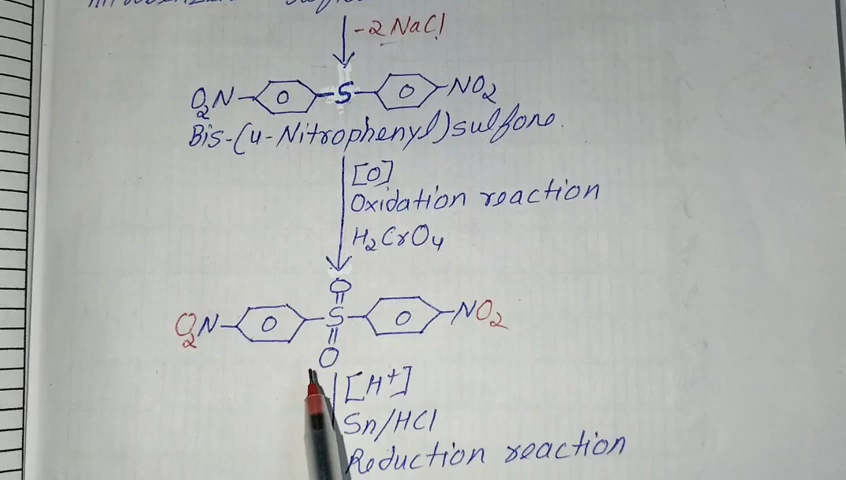 -2 NaCl
O2N S NO2
Bis-(4-Nitrophenyl)sulfone.
[O]
Oxidation reaction
H2CrO4
O
O2N S NO2
O
[H+]
Sn/HCl
Reduction reaction